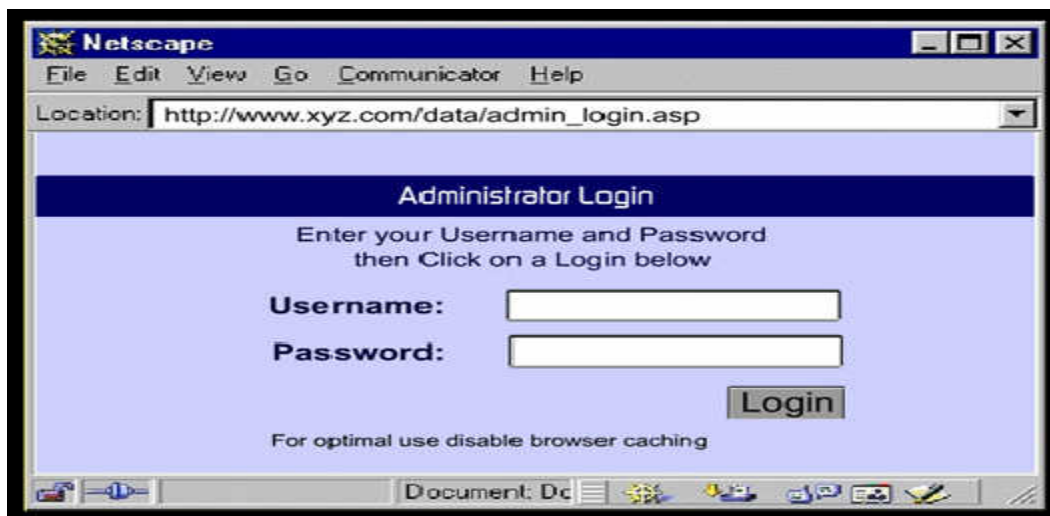 Netscape
File Edit View Go Communicator Help
Location: http://www.xyz.com/data/admin_login.asp
Administrator Login
Enter your Username and Password
then Click on a Login below
Username:
Password:
Login
For optimal use disable browser caching
Document: Dc